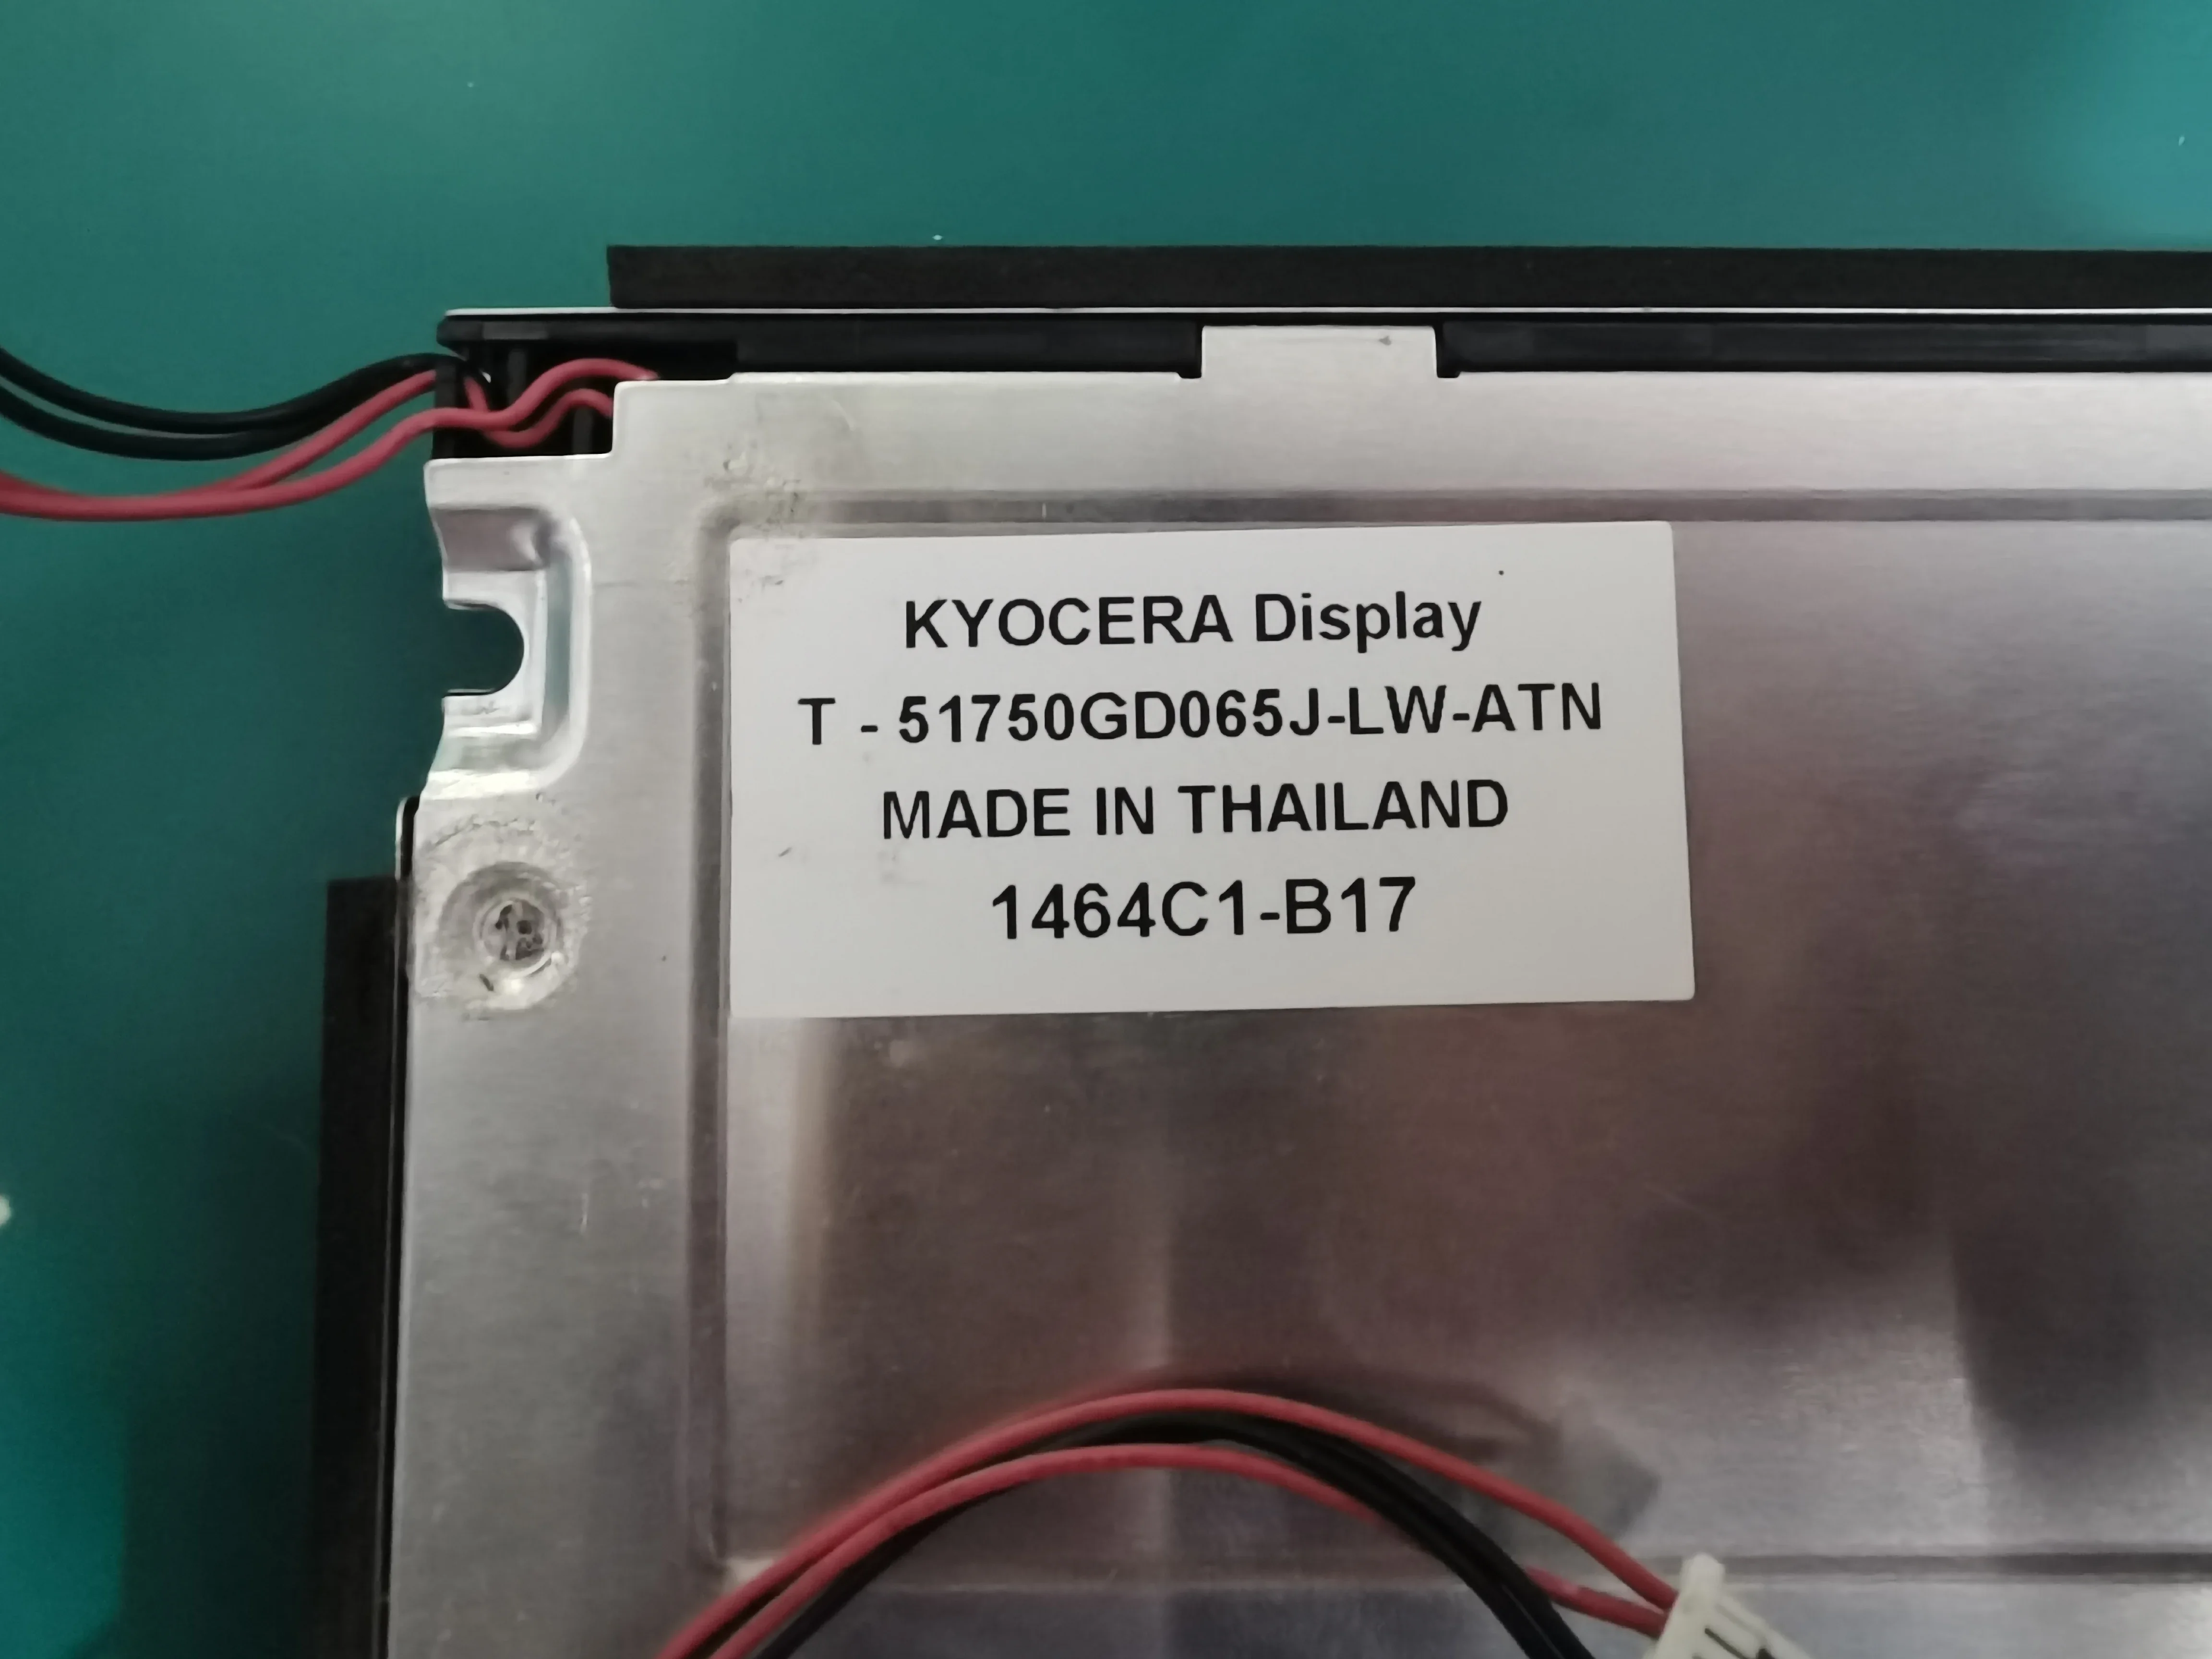 KYOCERA Display
T - 51750GD065J-LW-ATN
MADE IN THAILAND
1464C1-B17